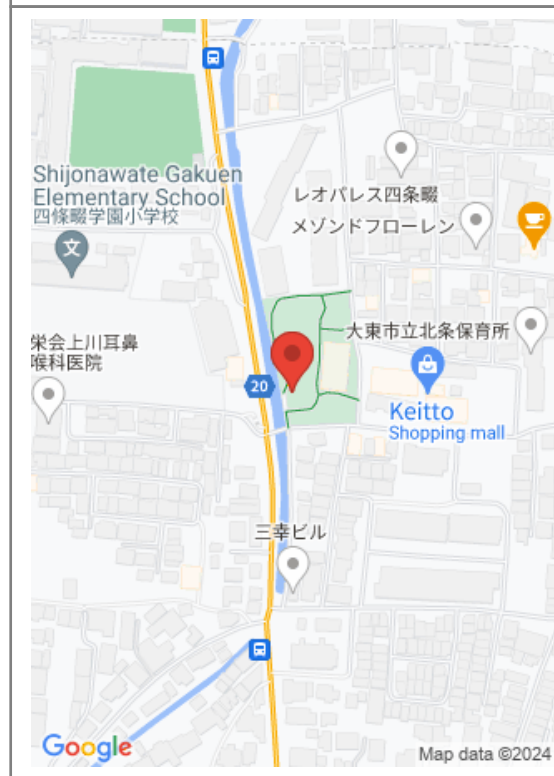 Shijonawate Gakuen
Elementary School
四條畷学園小学校
文
レオパレス四条畷
メゾンドフローレン
大東市立北条保育所
栄会上川耳鼻
喉科医院
20
Keitto
Shopping mall
三幸ビル
Google
Map data ©2024